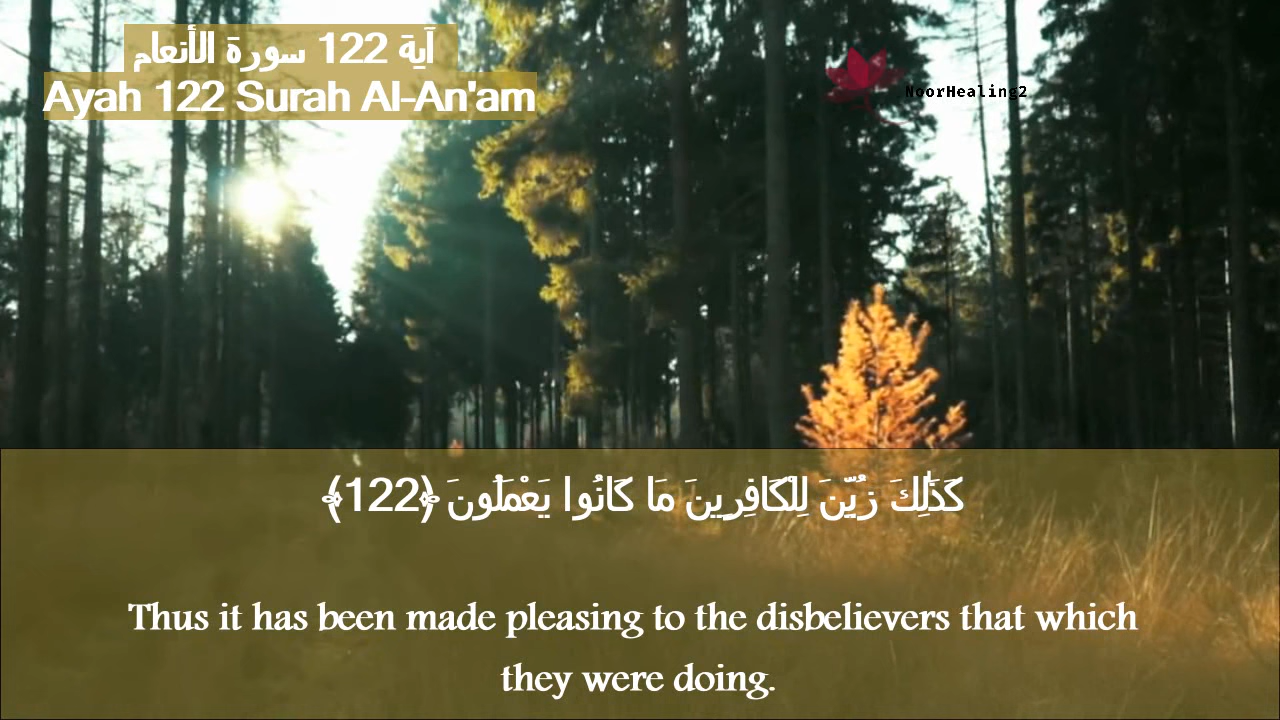 آيَةَ 122 سورةَ الأنعام
Ayah 122 Surah Al-An'am
NoorHealing2
كَذَٰلِكَ زُيِّنَ لِلْكَافِرِينَ مَا كَانُوا يَعْمَلُونَ ﴿122﴾
Thus it has been made pleasing to the disbelievers that which
they were doing.